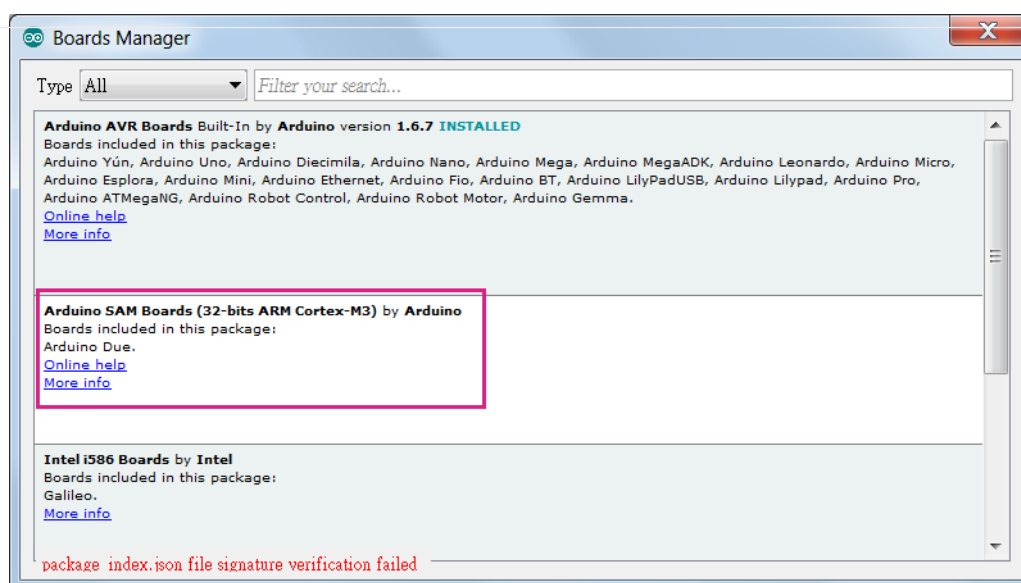 Boards Manager
Type All Filter your search...
Arduino AVR Boards Built-In by Arduino version 1.6.7 INSTALLED
Boards included in this package:
Arduino Yún, Arduino Uno, Arduino Diecimila, Arduino Nano, Arduino Mega, Arduino MegaADK, Arduino Leonardo, Arduino Micro,
Arduino Esplora, Arduino Mini, Arduino Ethernet, Arduino Fio, Arduino BT, Arduino LilyPadUSB, Arduino Lilypad, Arduino Pro,
Arduino ATMegaNG, Arduino Robot Control, Arduino Robot Motor, Arduino Gemma.
Online help
More info
Arduino SAM Boards (32-bits ARM Cortex-M3) by Arduino
Boards included in this package:
Arduino Due.
Online help
More info
Intel i586 Boards by Intel
Boards included in this package:
Galileo.
More info
package_index.json file signature verification failed